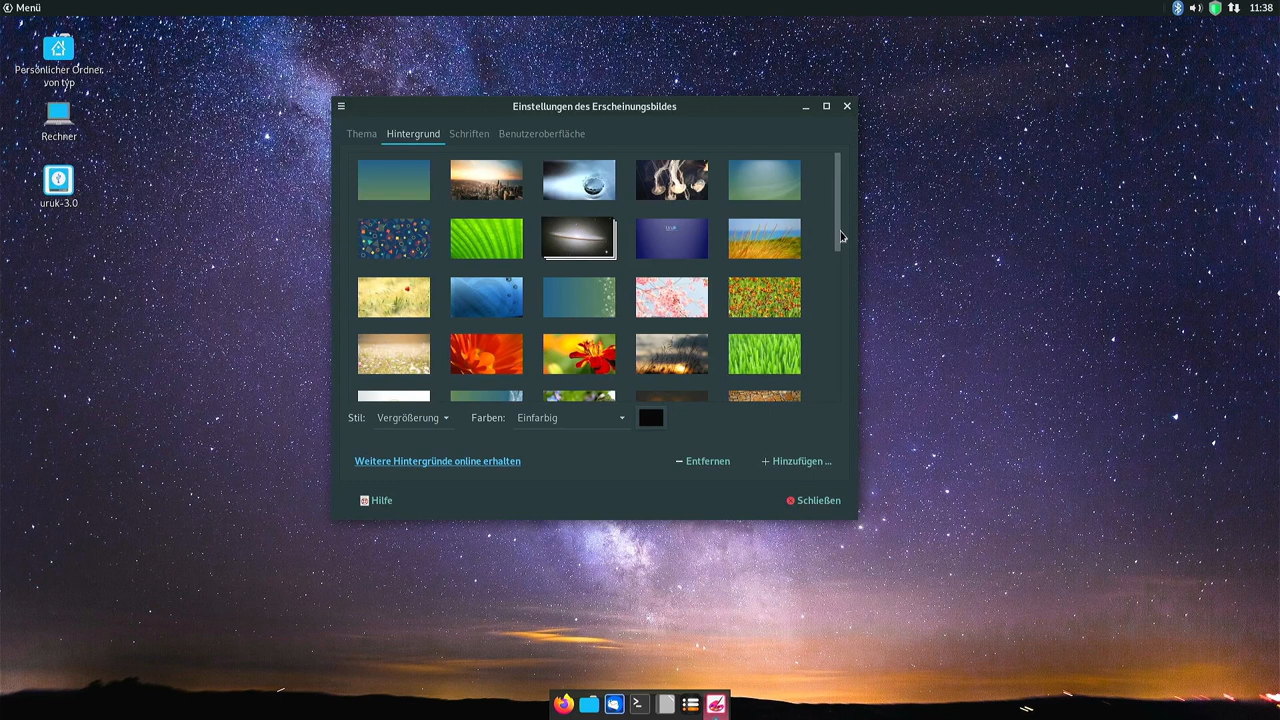 Menü
11:38
Persönlicher Ordner
von typ
Rechner
uruk-3.0
Einstellungen des Erscheinungsbildes
Thema Hintergrund Schriften Benutzeroberfläche
Stil: Vergrößerung Farben: Einfarbig
Weitere Hintergründe online erhalten
Entfernen
Hinzufügen ...
Hilfe
Schließen